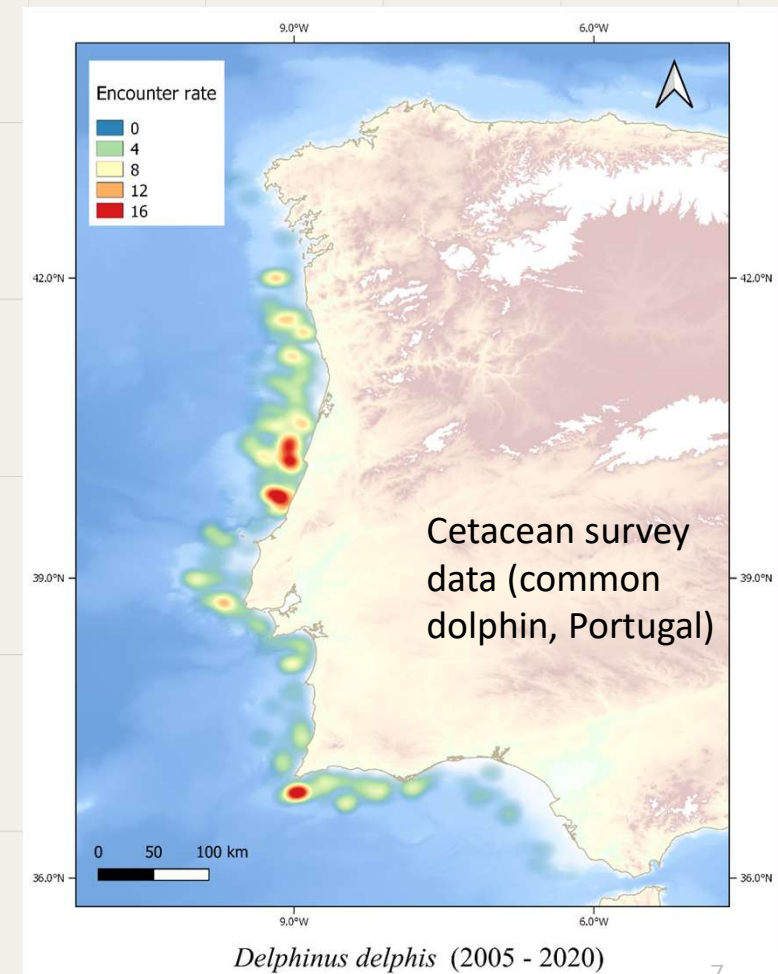 9.0°W
6.0°W
Encounter rate
0
4
8
12
16
42.0°N
42.0°N
Cetacean survey
data (common
dolphin, Portugal)
39.0°N
39.0°N
0 50 100 km
36.0°N
36.0°N
9.0°W
6.0°W
Delphinus delphis (2005 - 2020)
7